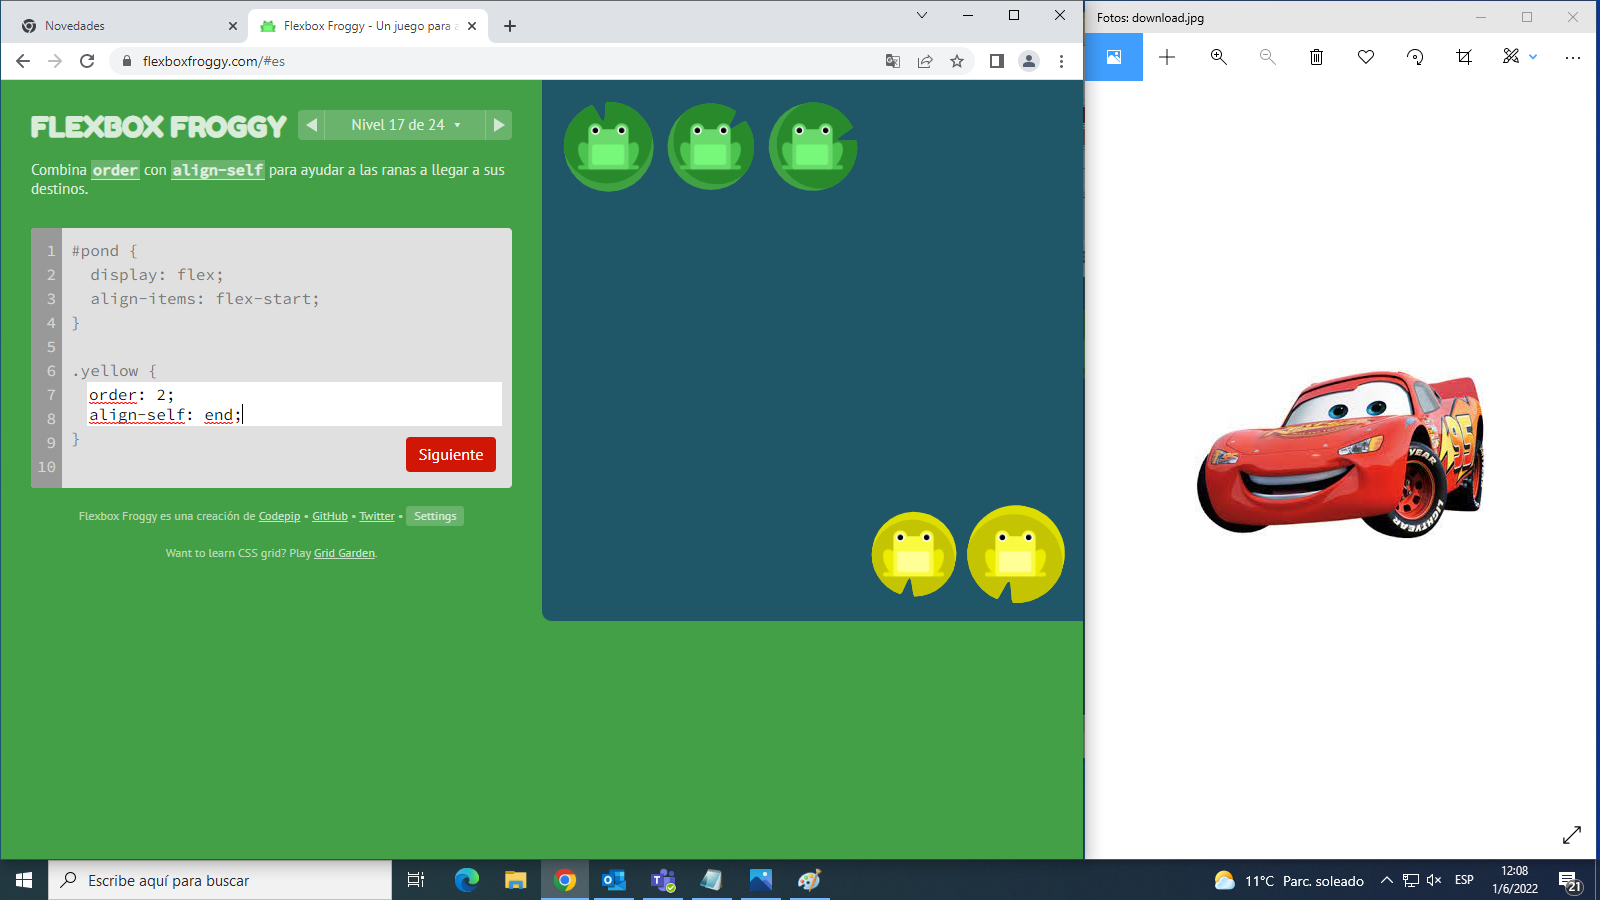 Novedades
Flexbox Froggy - Un juego para a
flexboxfroggy.com/#es
Fotos: download.jpg
FLEXBOX FROGGY
Nivel 17 de 24
Combina order con align-self para ayudar a las ranas a llegar a sus
destinos.
1 #pond {
2 display: flex;
3 align-items: flex-start;
4 }
5
6 .yellow {
7 order: 2;
8 align-self: end;
9 }
10
Siguiente
Flexbox Froggy es una creación de Codepip • GitHub • Twitter • Settings
Want to learn CSS grid? Play Grid Garden.
95
LIGHTYEAR
Escribe aquí para buscar
11°C Parc. soleado
ESP
12:08
1/6/2022
21